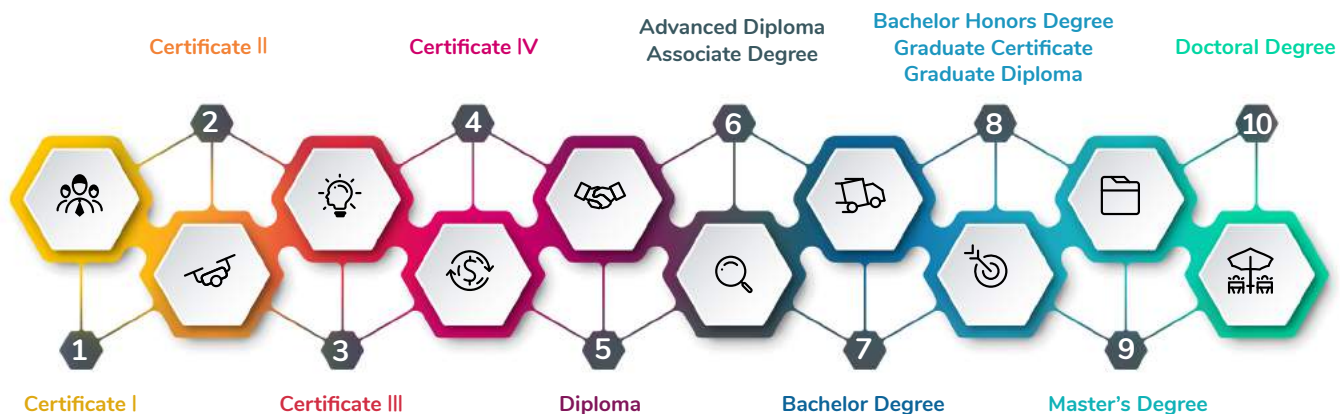 Certificate II
Certificate IV
Advanced Diploma
Associate Degree
Bachelor Honors Degree
Graduate Certificate
Graduate Diploma
Doctoral Degree
2
4
6
8
10
$
1
3
5
7
9
Certificate I
Certificate III
Diploma
Bachelor Degree
Master's Degree